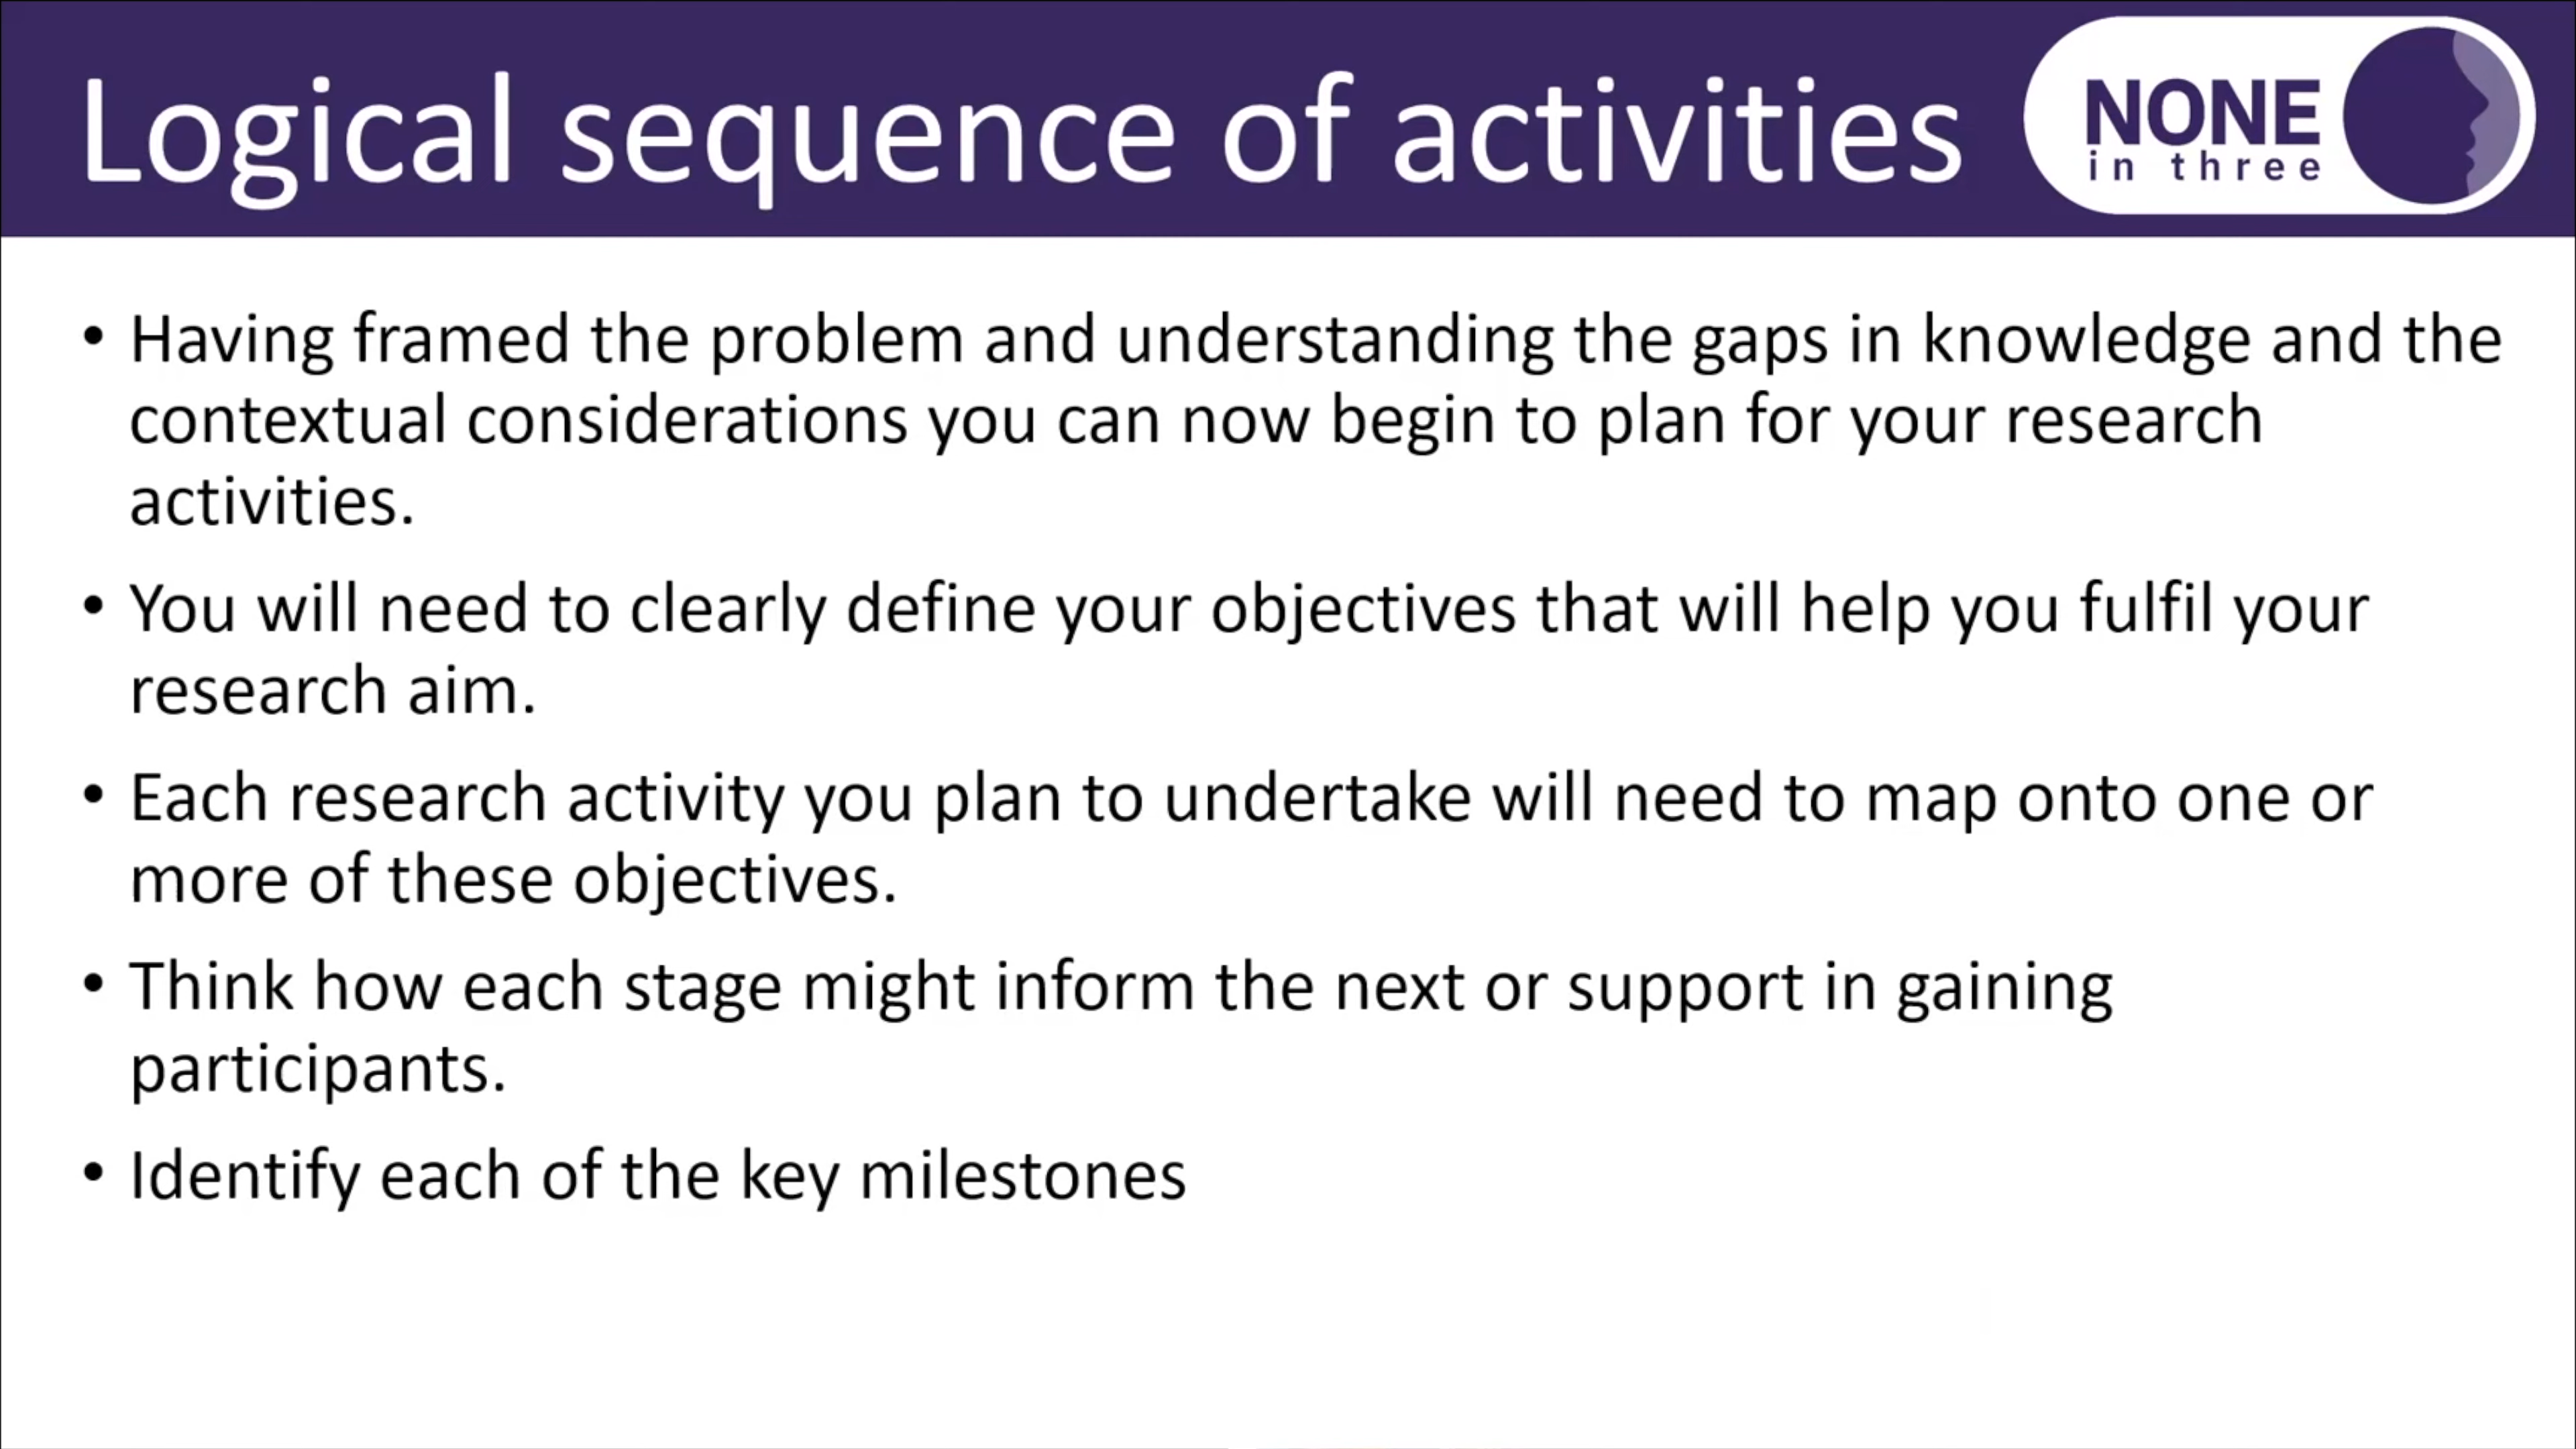 Logical sequence of activities
NONE
in three
• Having framed the problem and understanding the gaps in knowledge and the
contextual considerations you can now begin to plan for your research
activities.
• You will need to clearly define your objectives that will help you fulfil your
research aim.
• Each research activity you plan to undertake will need to map onto one or
more of these objectives.
• Think how each stage might inform the next or support in gaining
participants.
• Identify each of the key milestones